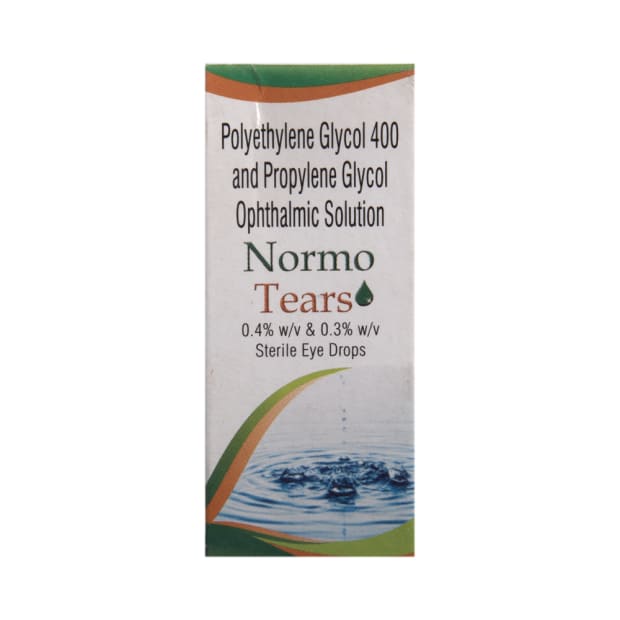 Polyethylene Glycol 400
and Propylene Glycol
Ophthalmic Solution
Normo
Tears
0.4% w/v & 0.3% w/v
Sterile Eye Drops